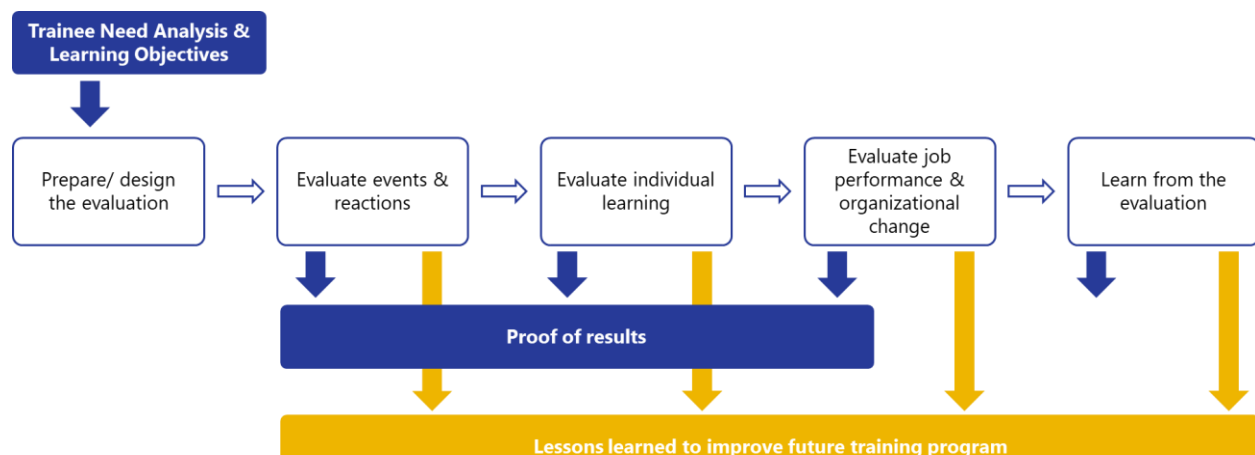 Trainee Need Analysis &
Learning Objectives
Prepare/ design
the evaluation
Evaluate events &
reactions
Evaluate individual
learning
Evaluate job
performance &
organizational
change
Learn from the
evaluation
Proof of results
Lessons learned to improve future training program